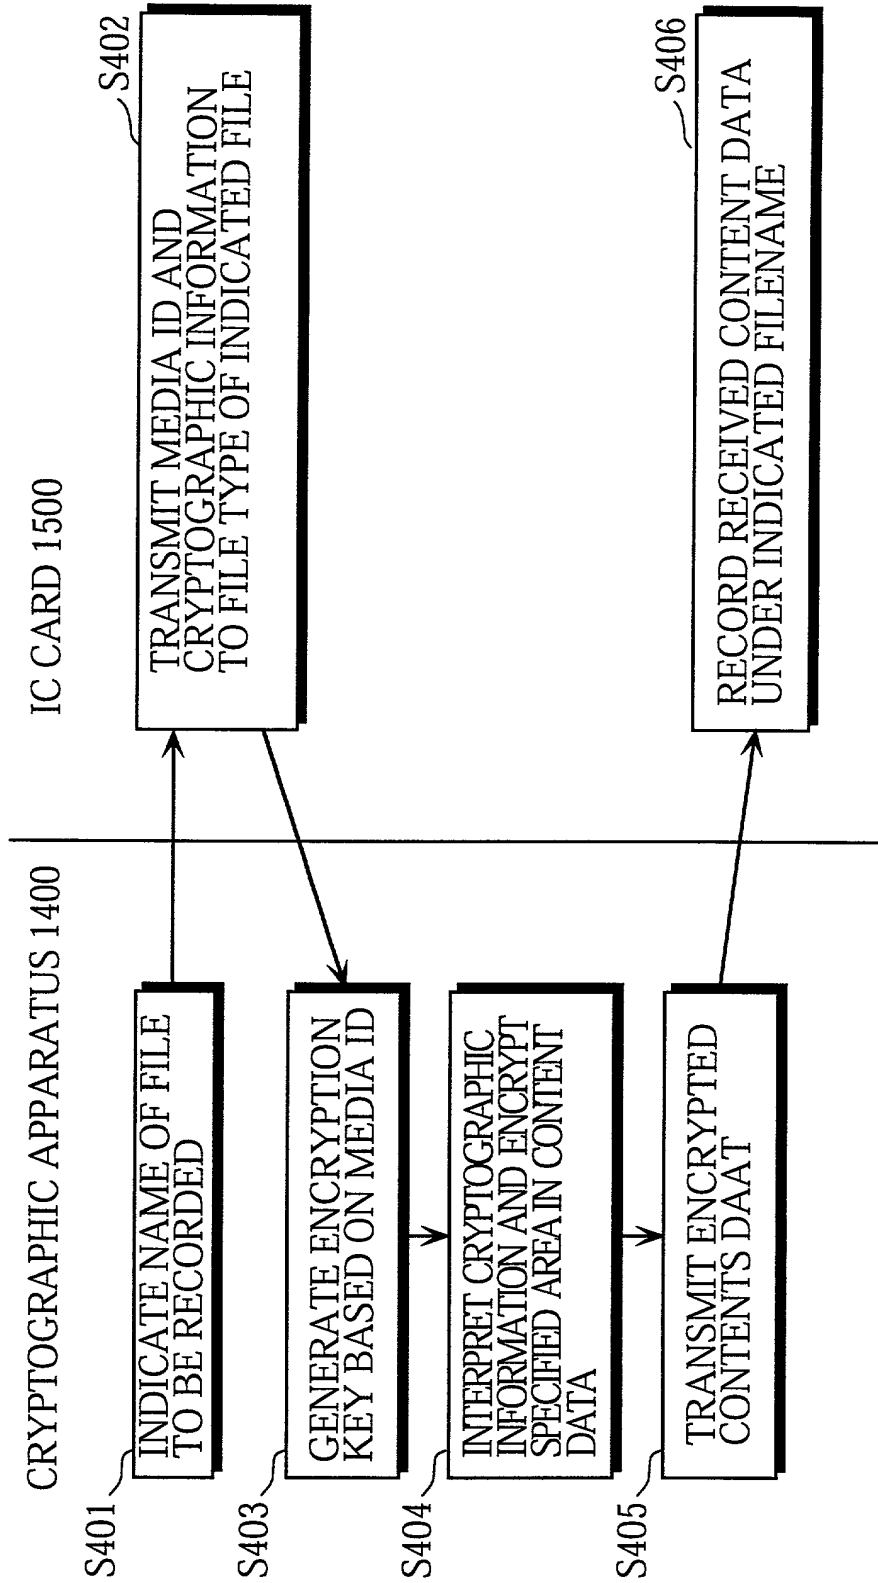 CRYPTOGRAPHIC APPARATUS 1400
IC CARD 1500
S401
INDICATE NAME OF FILE
TO BE RECORDED
S402
TRANSMIT MEDIA ID AND
CRYPTOGRAPHIC INFORMATION
TO FILE TYPE OF INDICATED FILE
S403
GENERATE ENCRYPTION
KEY BASED ON MEDIA ID
S404
INTERPRET CRYPTOGRAPHIC
INFORMATION AND ENCRYPT
SPECIFIED AREA IN CONTENT
DATA
S405
TRANSMIT ENCRYPTED
CONTENTS DAAT
S406
RECORD RECEIVED CONTENT DATA
UNDER INDICATED FILENAME